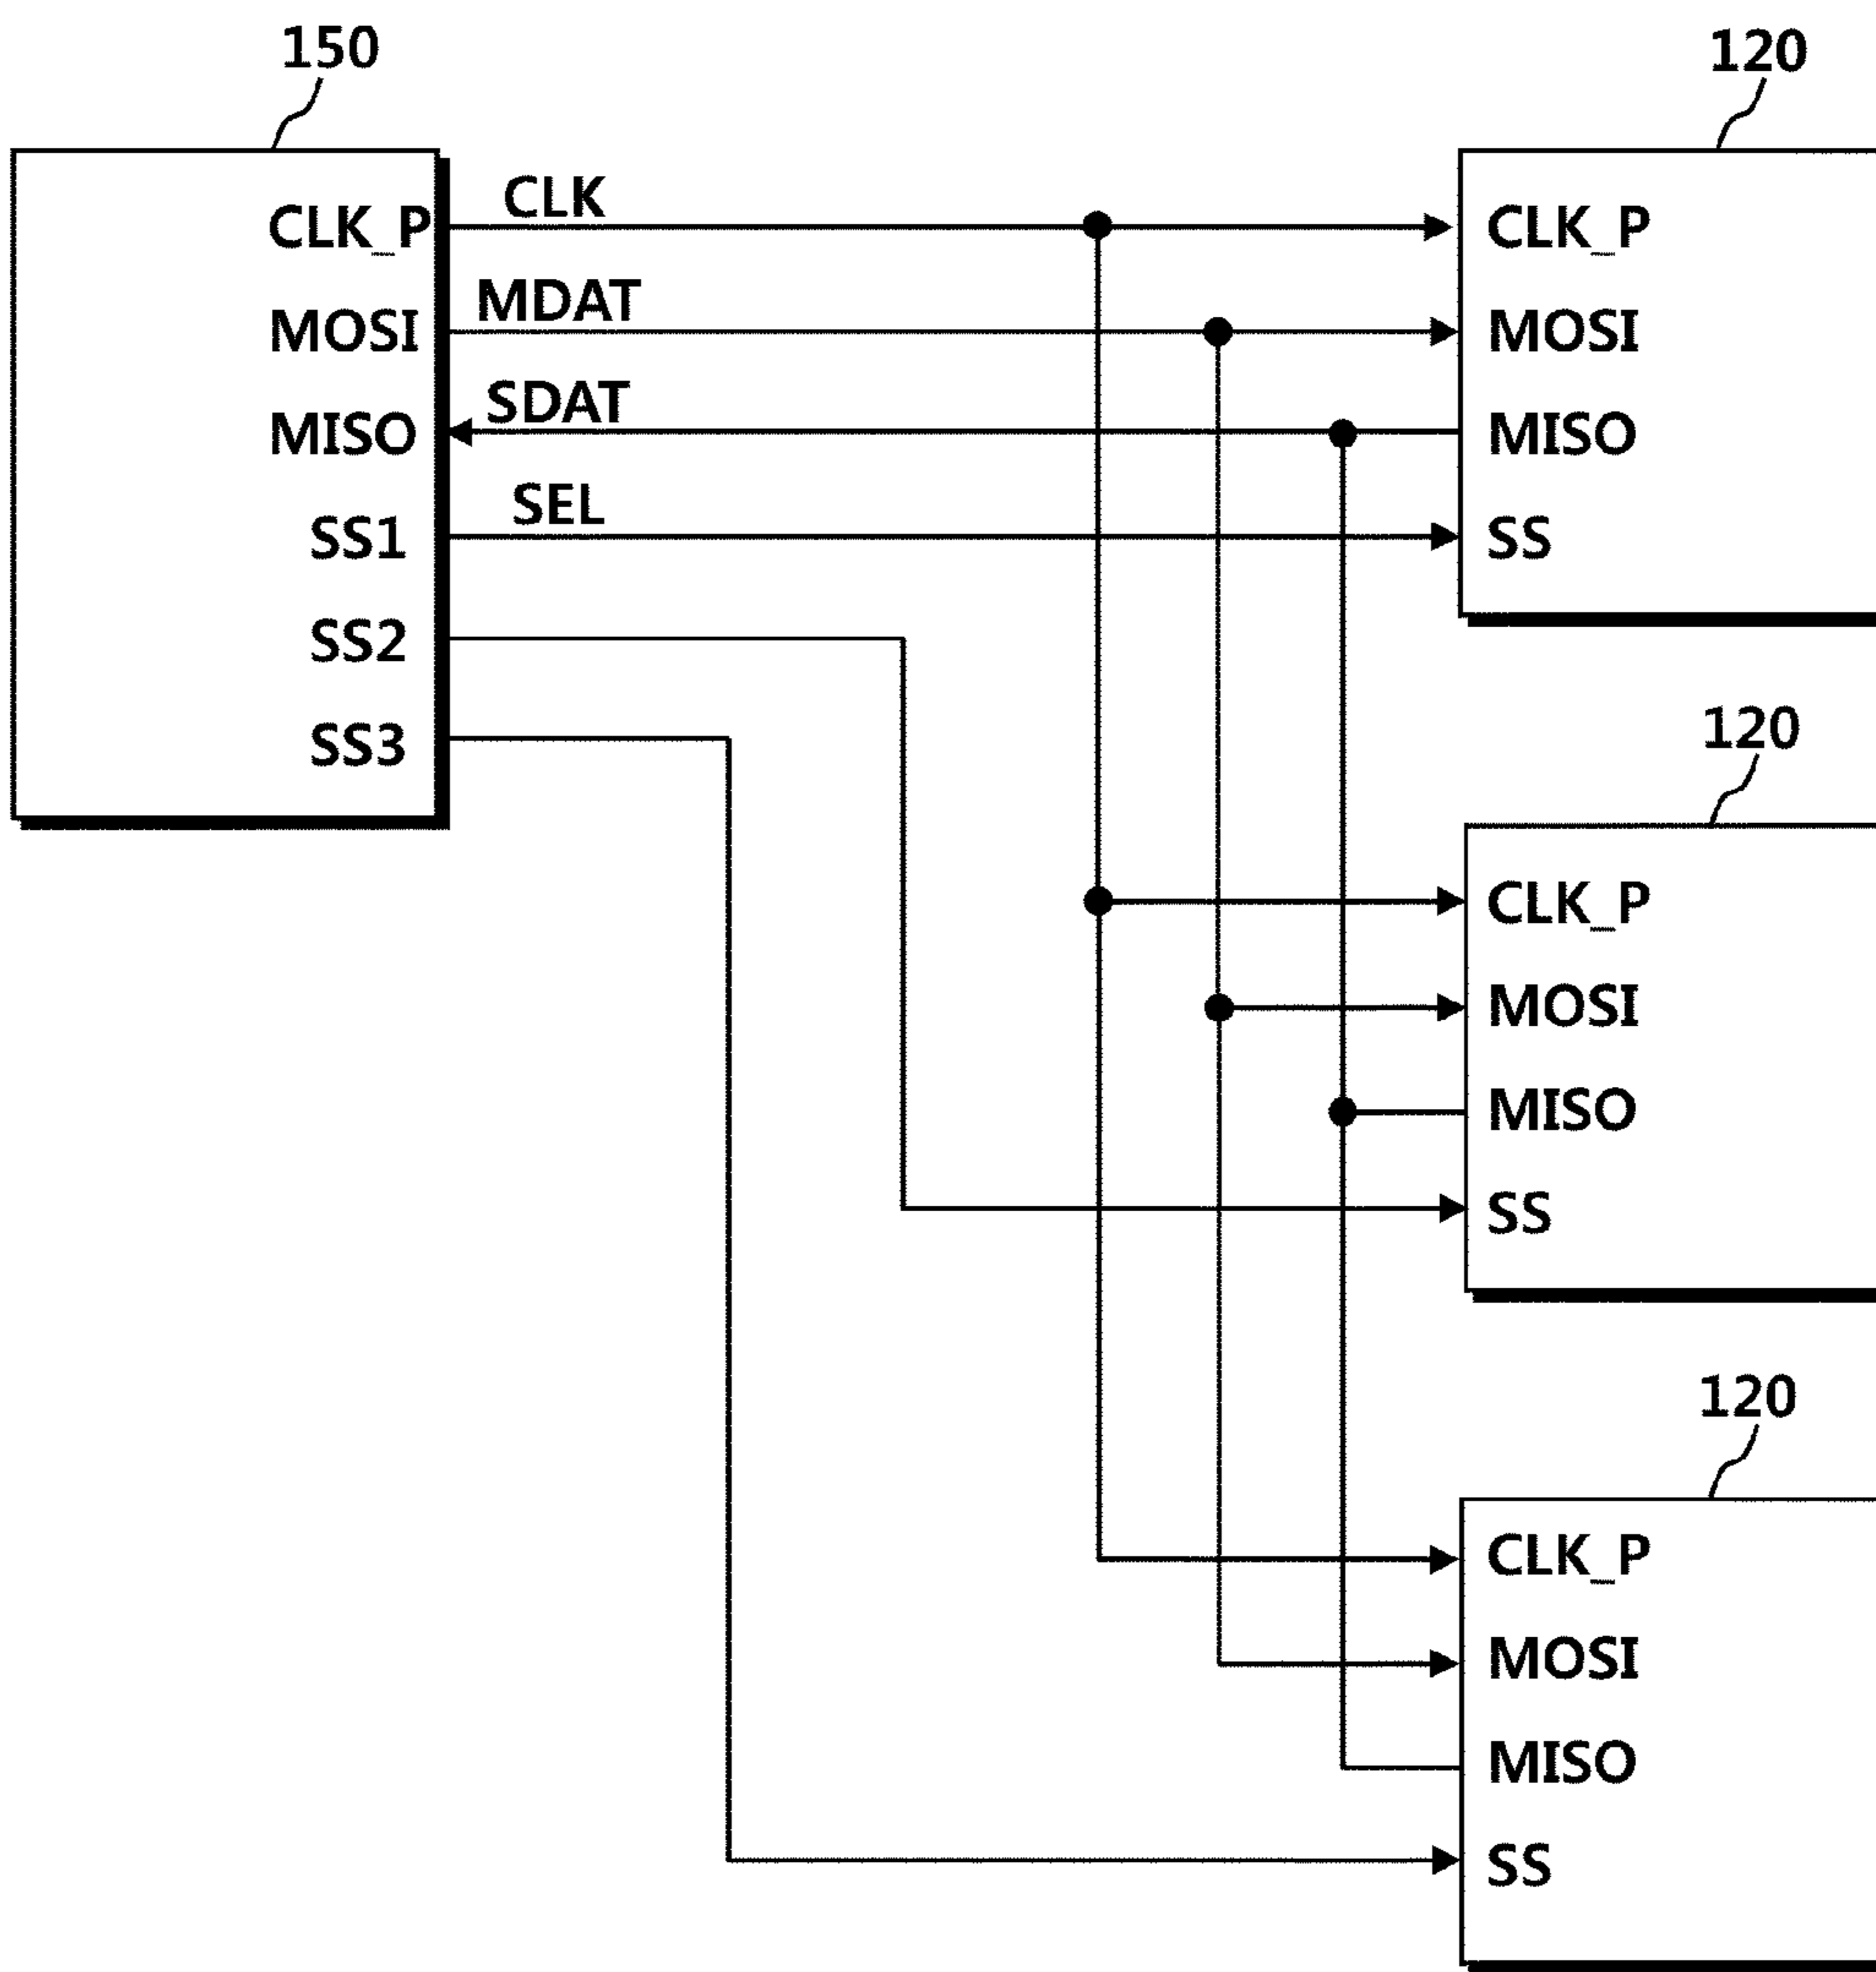 150
120
CLK_P
CLK
CLK_P
MOSI
MDAT
MOSI
MISO
SDAT
MISO
SS1
SEL
SS
SS2
SS3
120
CLK_P
MOSI
MISO
SS
120
CLK_P
MOSI
MISO
SS